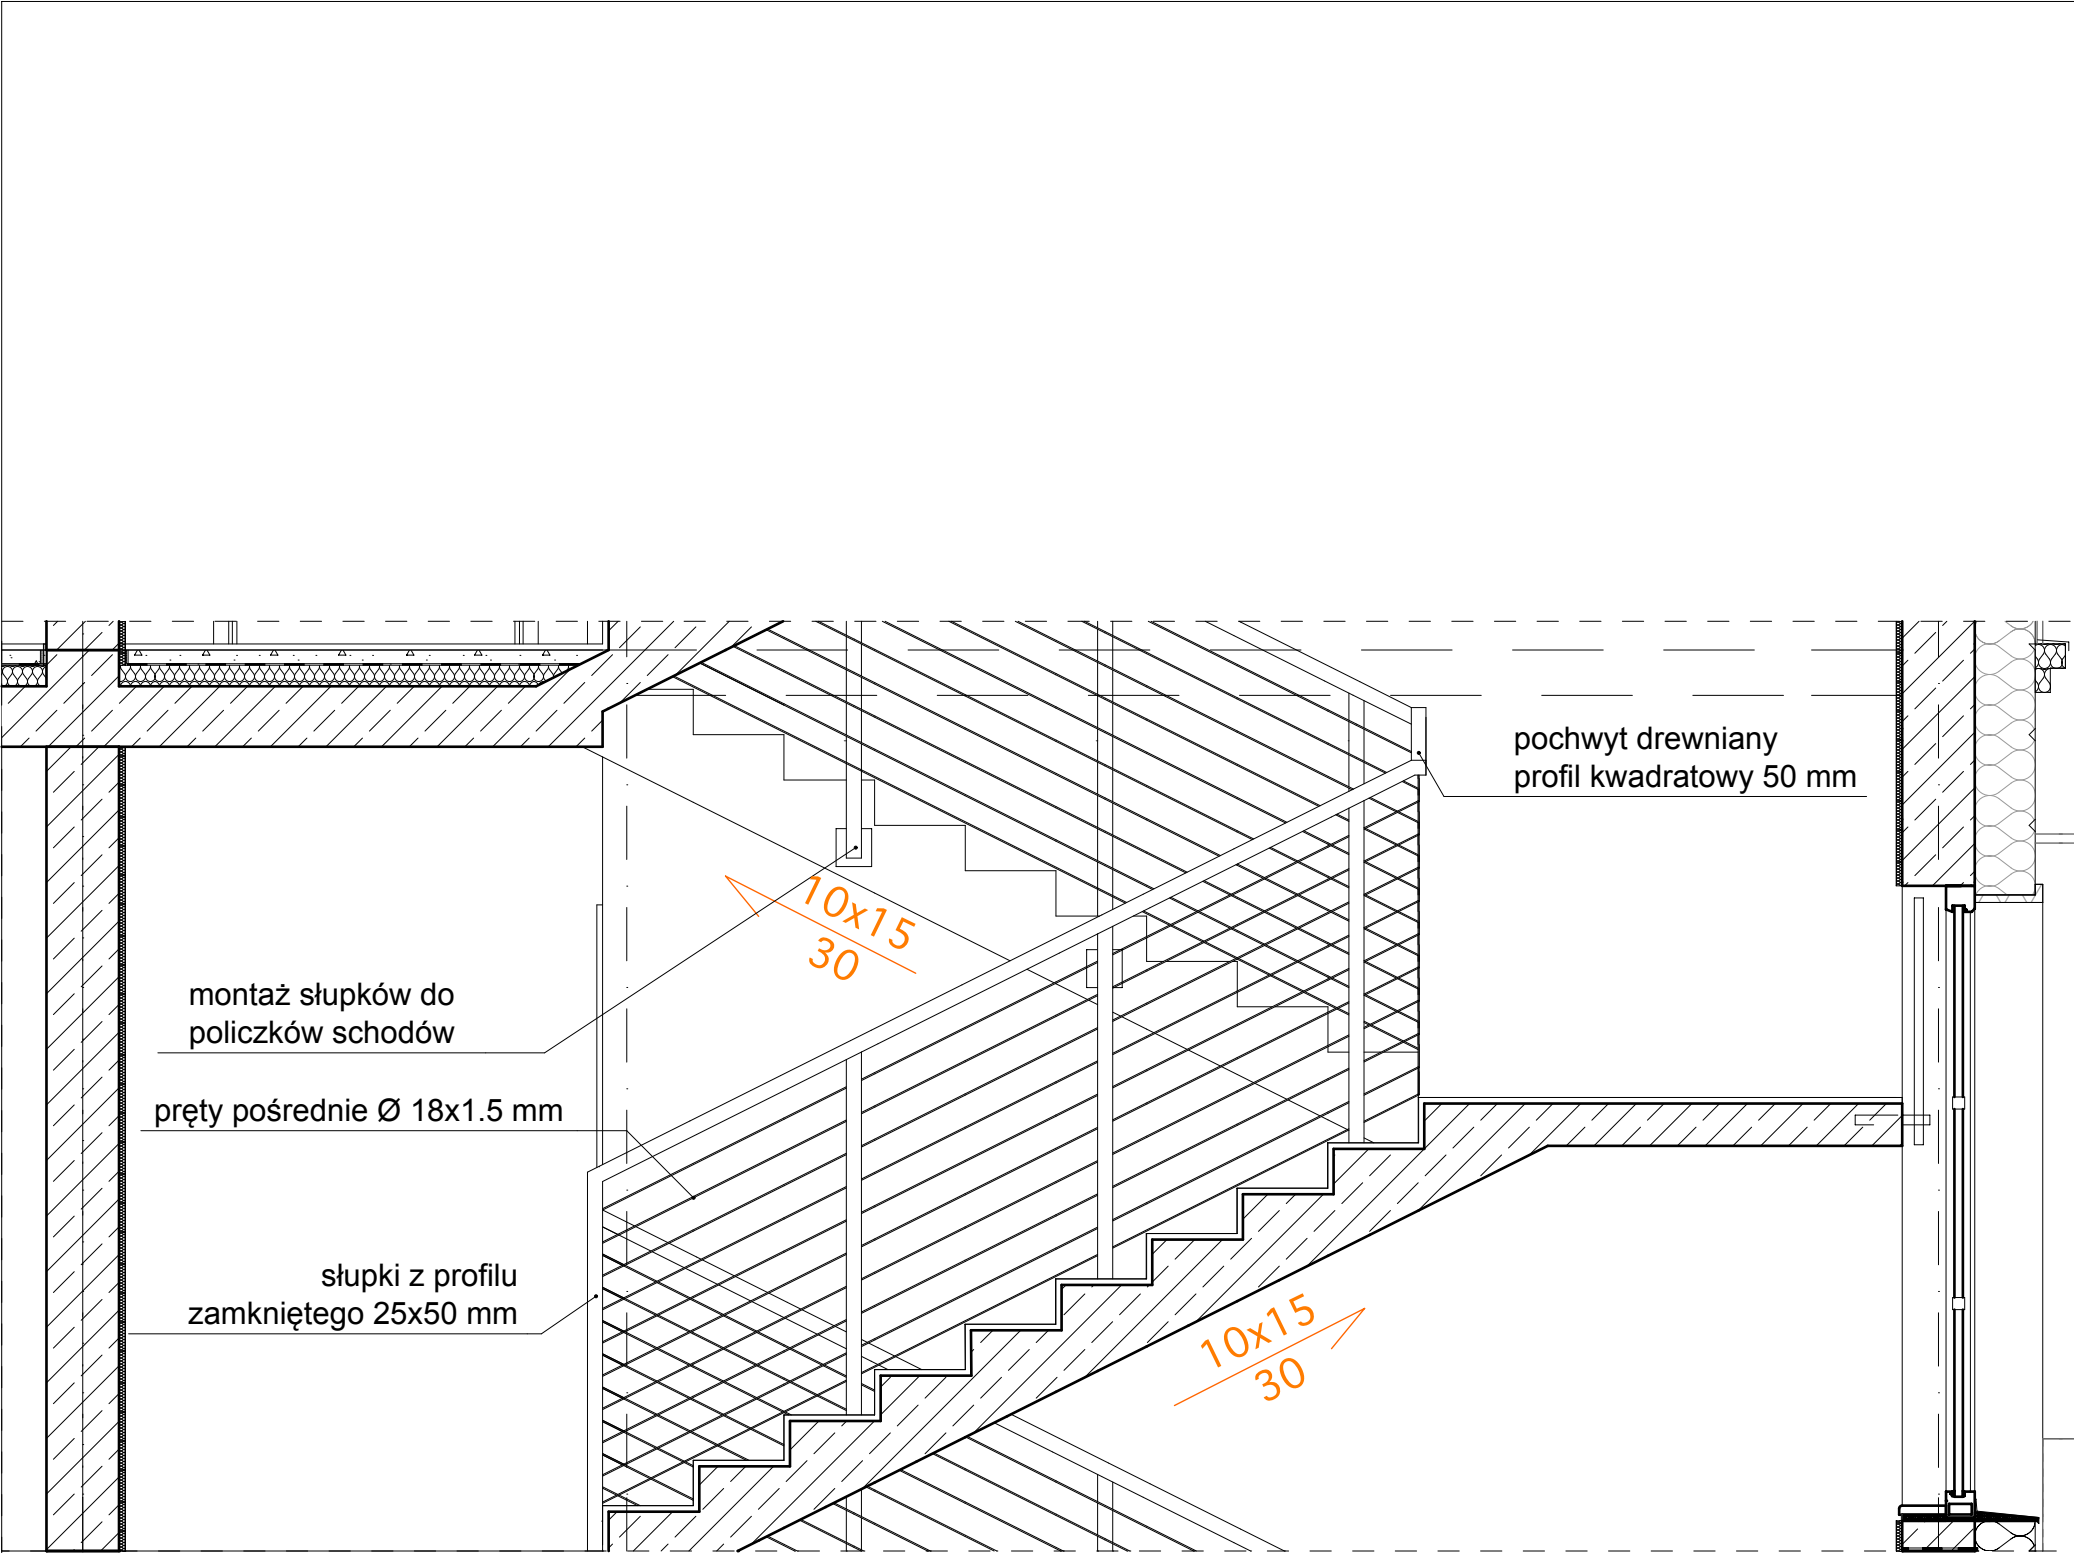 pochwyt drewniany
profil kwadratowy 50 mm
10x15
30
montaż słupków do
policzków schodów
pręty pośrednie Ø 18x1.5 mm
słupki z profilu
zamkniętego 25x50 mm
10x15
30